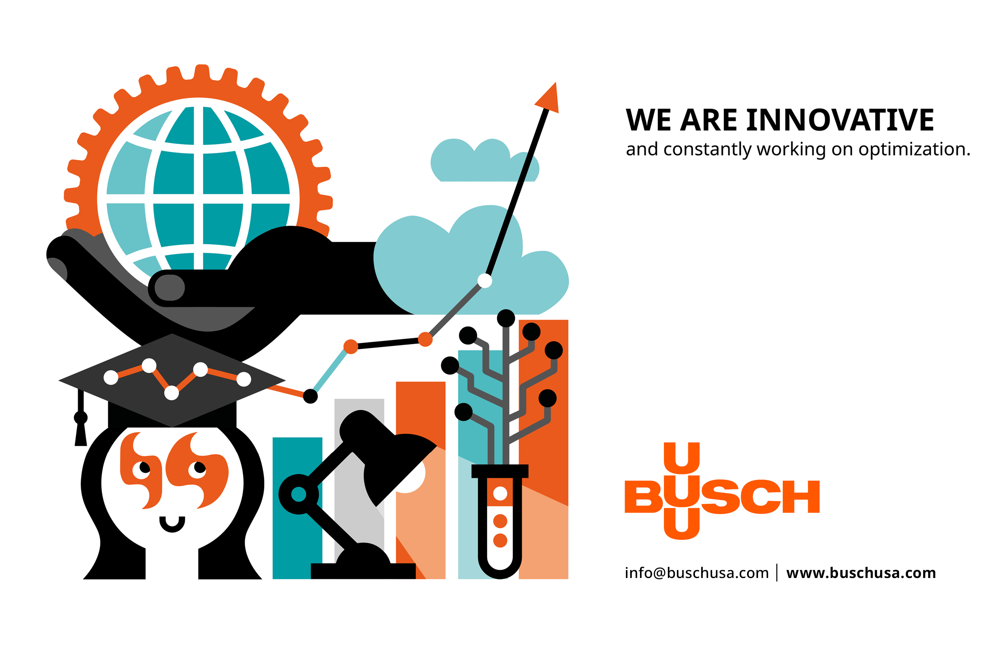 WE ARE INNOVATIVE
and constantly working on optimization.
U
BUSCH
U
info@buschusa.com | www.buschusa.com